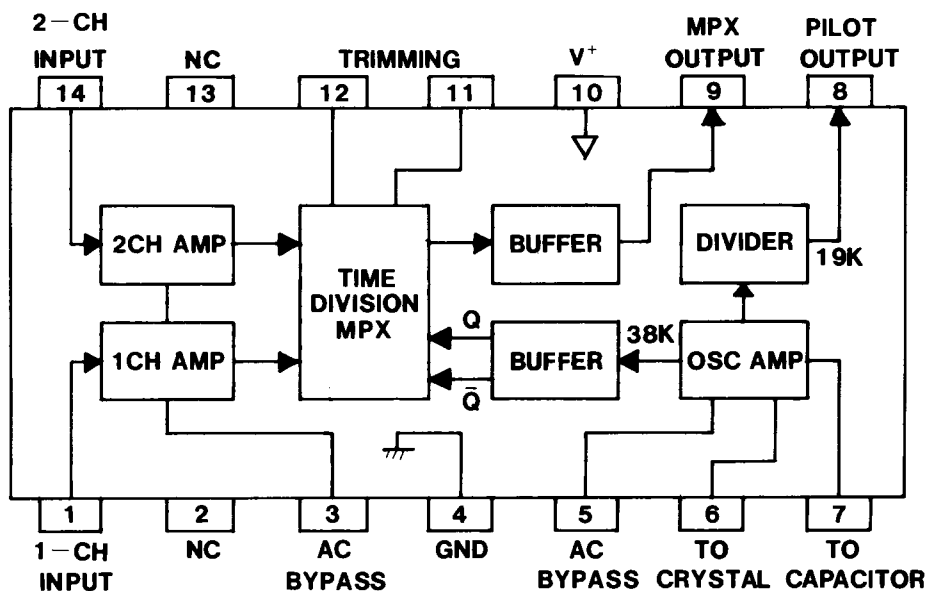 2-CH
INPUT
NC
TRIMMING
V+
MPX
OUTPUT
PILOT
OUTPUT
14
13
12
11
10
9
8
2CH AMP
TIME
DIVISION
MPX
BUFFER
DIVIDER
19K
1CH AMP
Q
Q̄
BUFFER
38K
OSC AMP
1
2
3
4
5
6
7
1-CH
INPUT
NC
AC
BYPASS
GND
AC
BYPASS
TO
CRYSTAL
TO
CAPACITOR